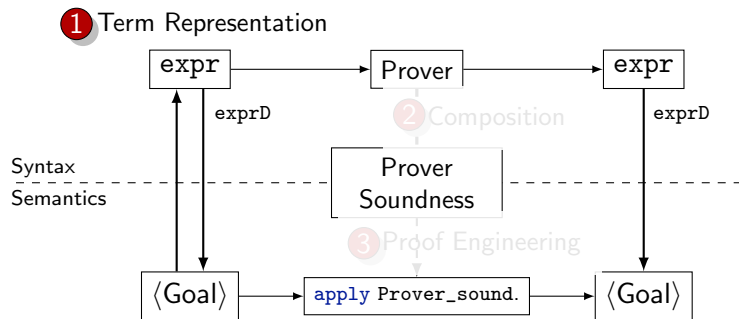 1 Term Representation
expr
Prover
expr
exprD
exprD
2 Composition
Syntax
Semantics
Prover
Soundness
3 Proof Engineering
⟨Goal⟩
apply Prover_sound.
⟨Goal⟩